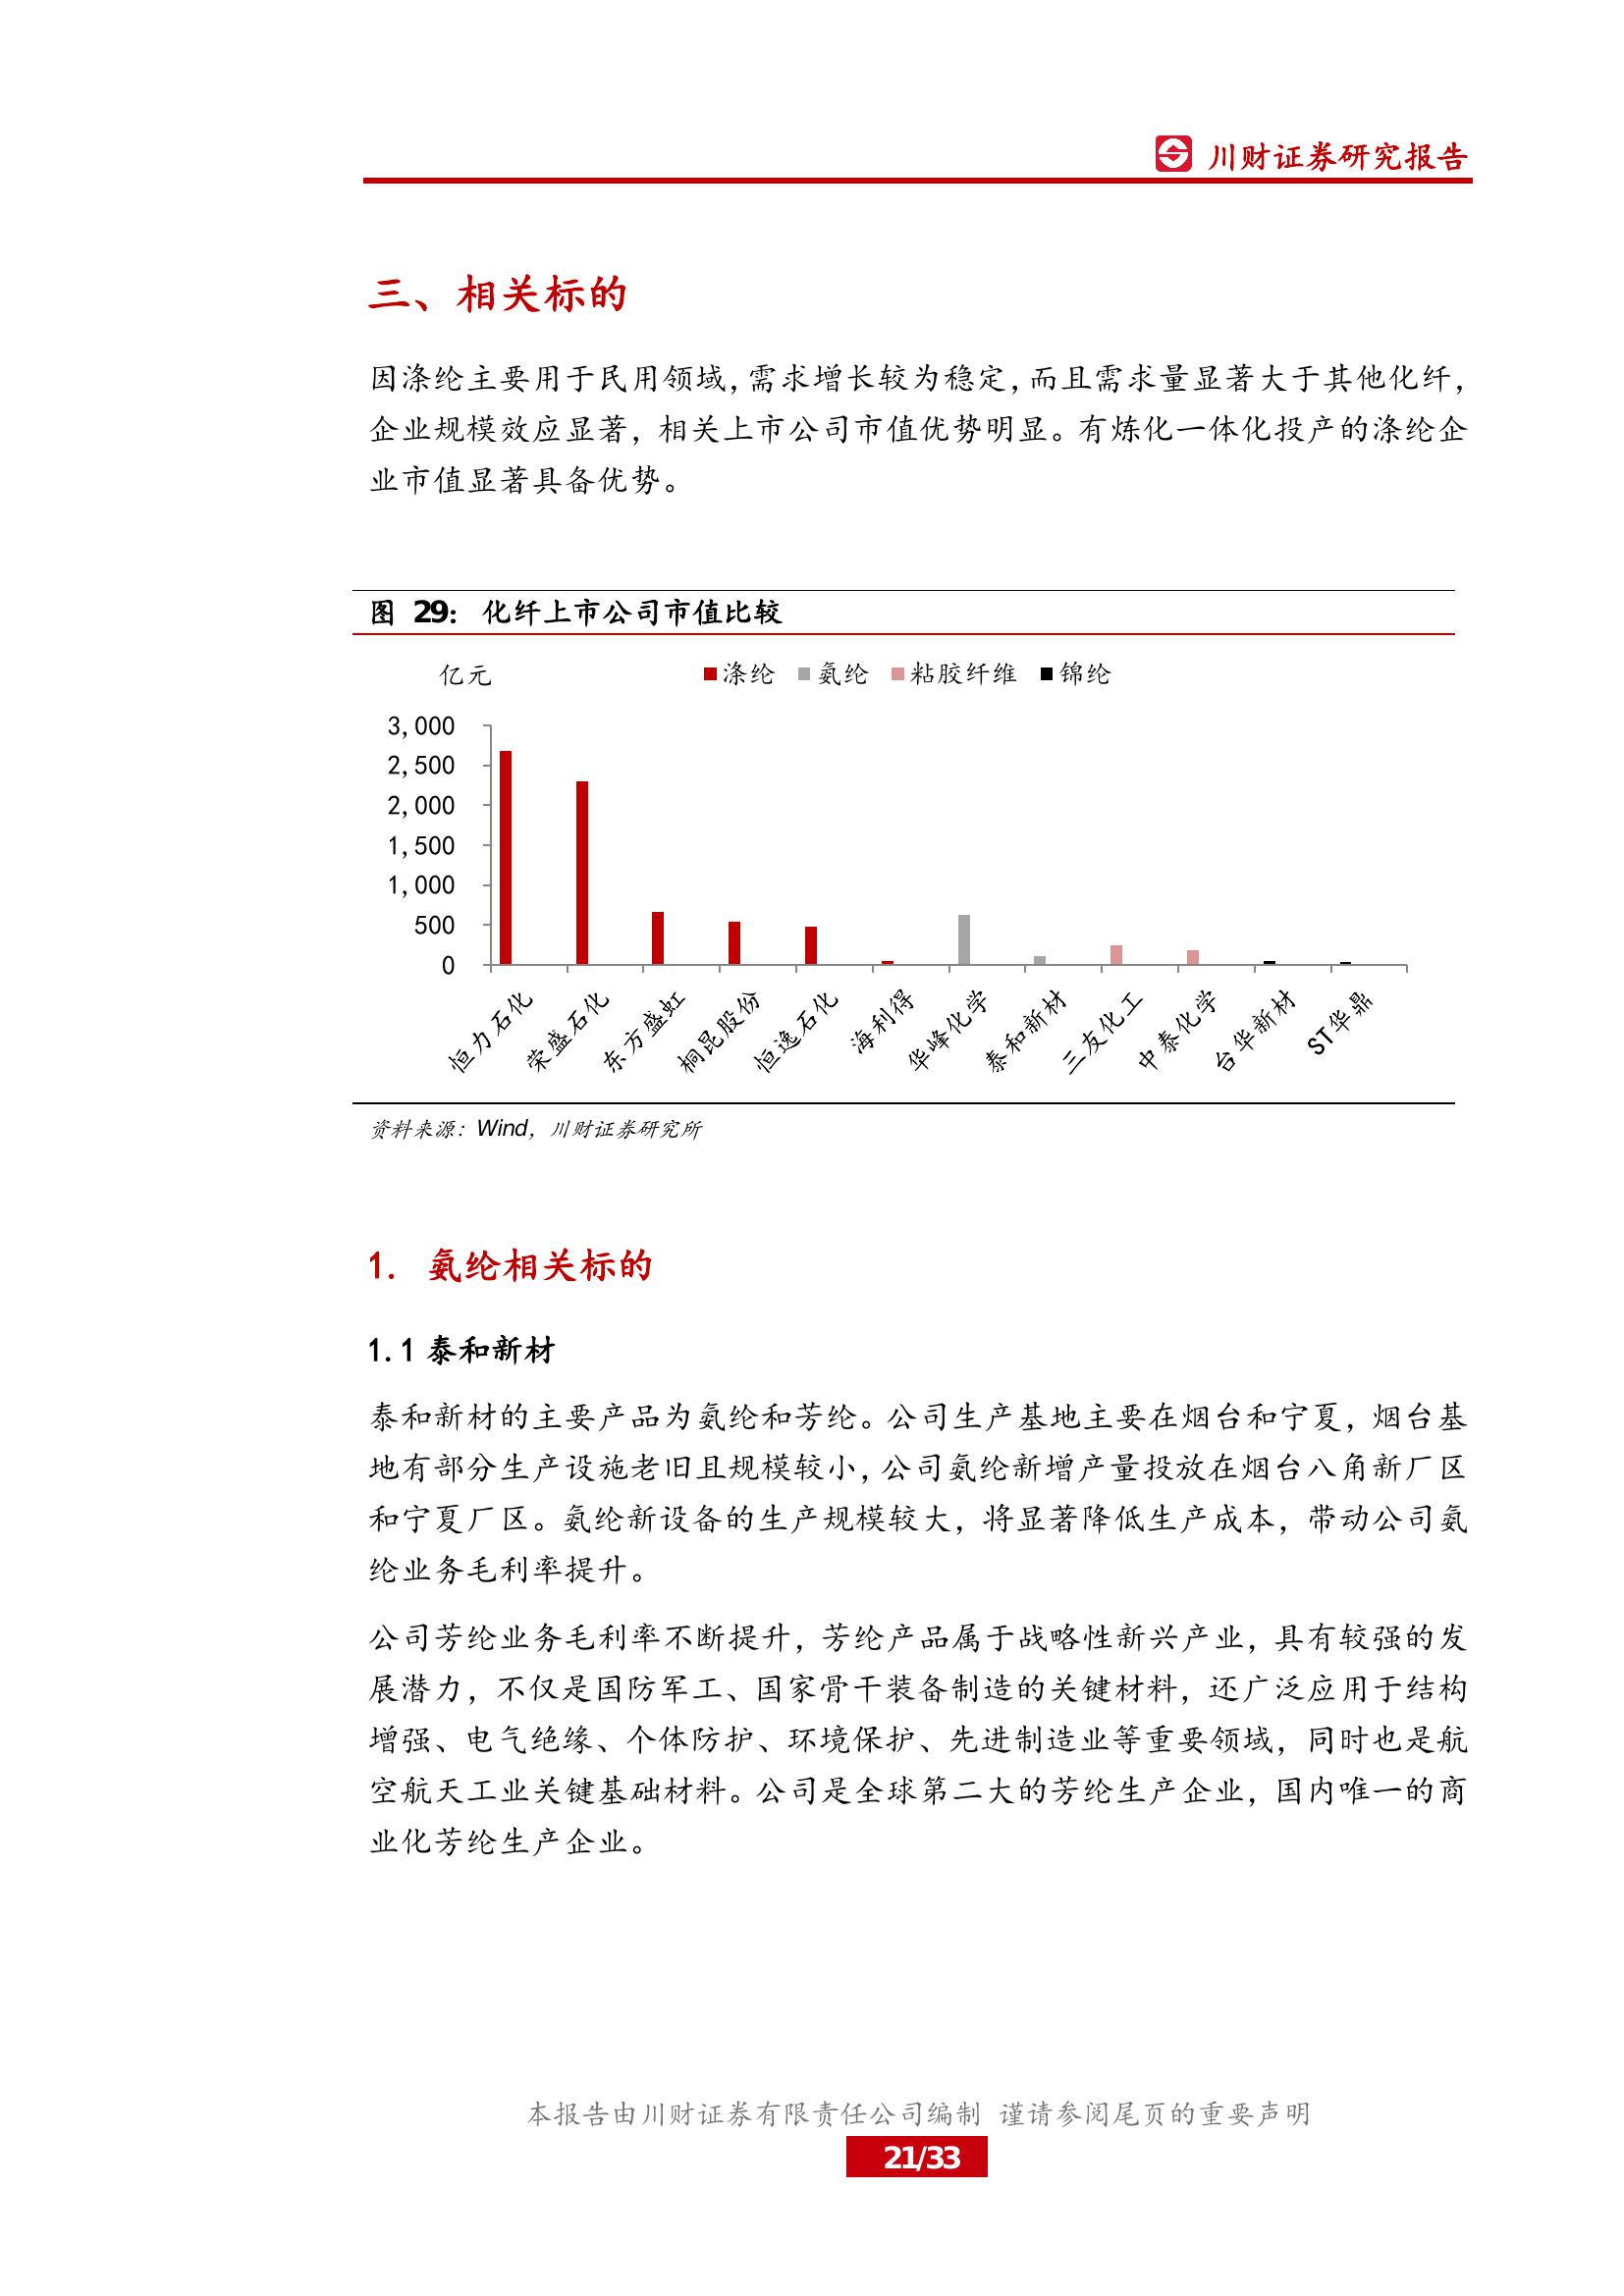 川财证券研究报告
三、相关标的
因涤纶主要用于民用领域，需求增长较为稳定，而且需求量显著大于其他化纤，
企业规模效应显著，相关上市公司市值优势明显。有炼化一体化投产的涤纶企
业市值显著具备优势。
图 29： 化纤上市公司市值比较
亿元
涤纶 氨纶 粘胶纤维 锦纶
3,000
2,500
2,000
1,500
1,000
500
0
恒力石化
荣盛石化
东方盛虹
桐昆股份
恒逸石化
海利得
华峰化学
泰和新材
三友化工
中泰化学
台华新材
ST华鼎
资料来源：Wind，川财证券研究所
1. 氨纶相关标的
1.1 泰和新材
泰和新材的主要产品为氨纶和芳纶。公司生产基地主要在烟台和宁夏，烟台基
地有部分生产设施老旧且规模较小，公司氨纶新增产量投放在烟台八角新厂区
和宁夏厂区。氨纶新设备的生产规模较大，将显著降低生产成本，带动公司氨
纶业务毛利率提升。
公司芳纶业务毛利率不断提升，芳纶产品属于战略性新兴产业，具有较强的发
展潜力，不仅是国防军工、国家骨干装备制造的关键材料，还广泛应用于结构
增强、电气绝缘、个体防护、环境保护、先进制造业等重要领域，同时也是航
空航天工业关键基础材料。公司是全球第二大的芳纶生产企业，国内唯一的商
业化芳纶生产企业。
本报告由川财证券有限责任公司编制 谨请参阅尾页的重要声明
21/33